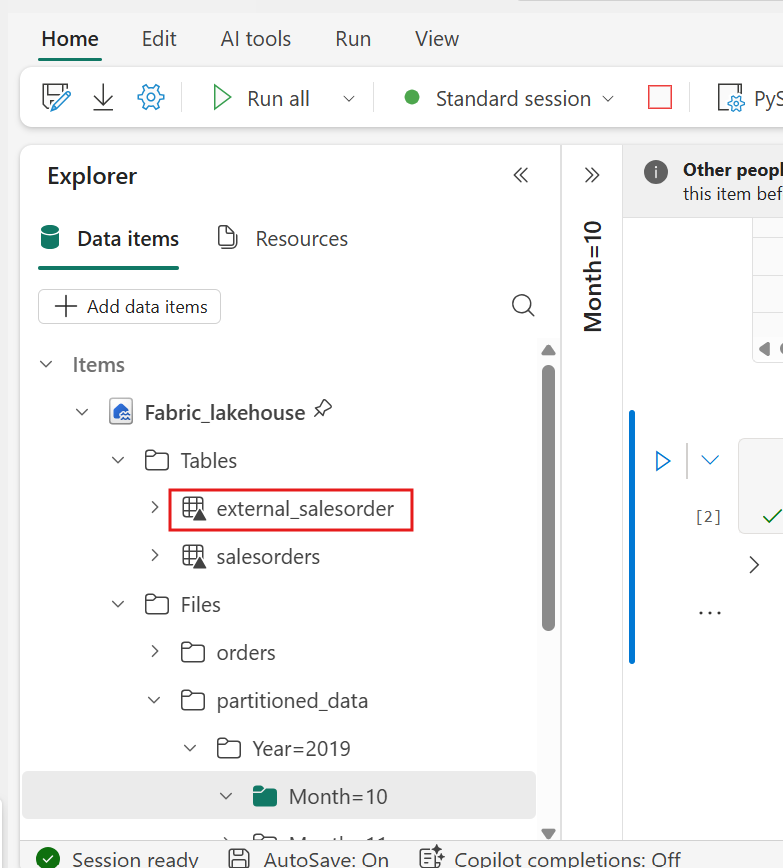 Home Edit AI tools Run View
Run all Standard session PyS
Explorer
Data items Resources
Add data items
Items
Fabric_lakehouse
Tables
external_salesorder
salesorders
Files
orders
partitioned_data
Year=2019
Month=10
Session ready AutoSave: On Copilot completions: Off
Month=10
Other peopl
this item bef
[2]
...